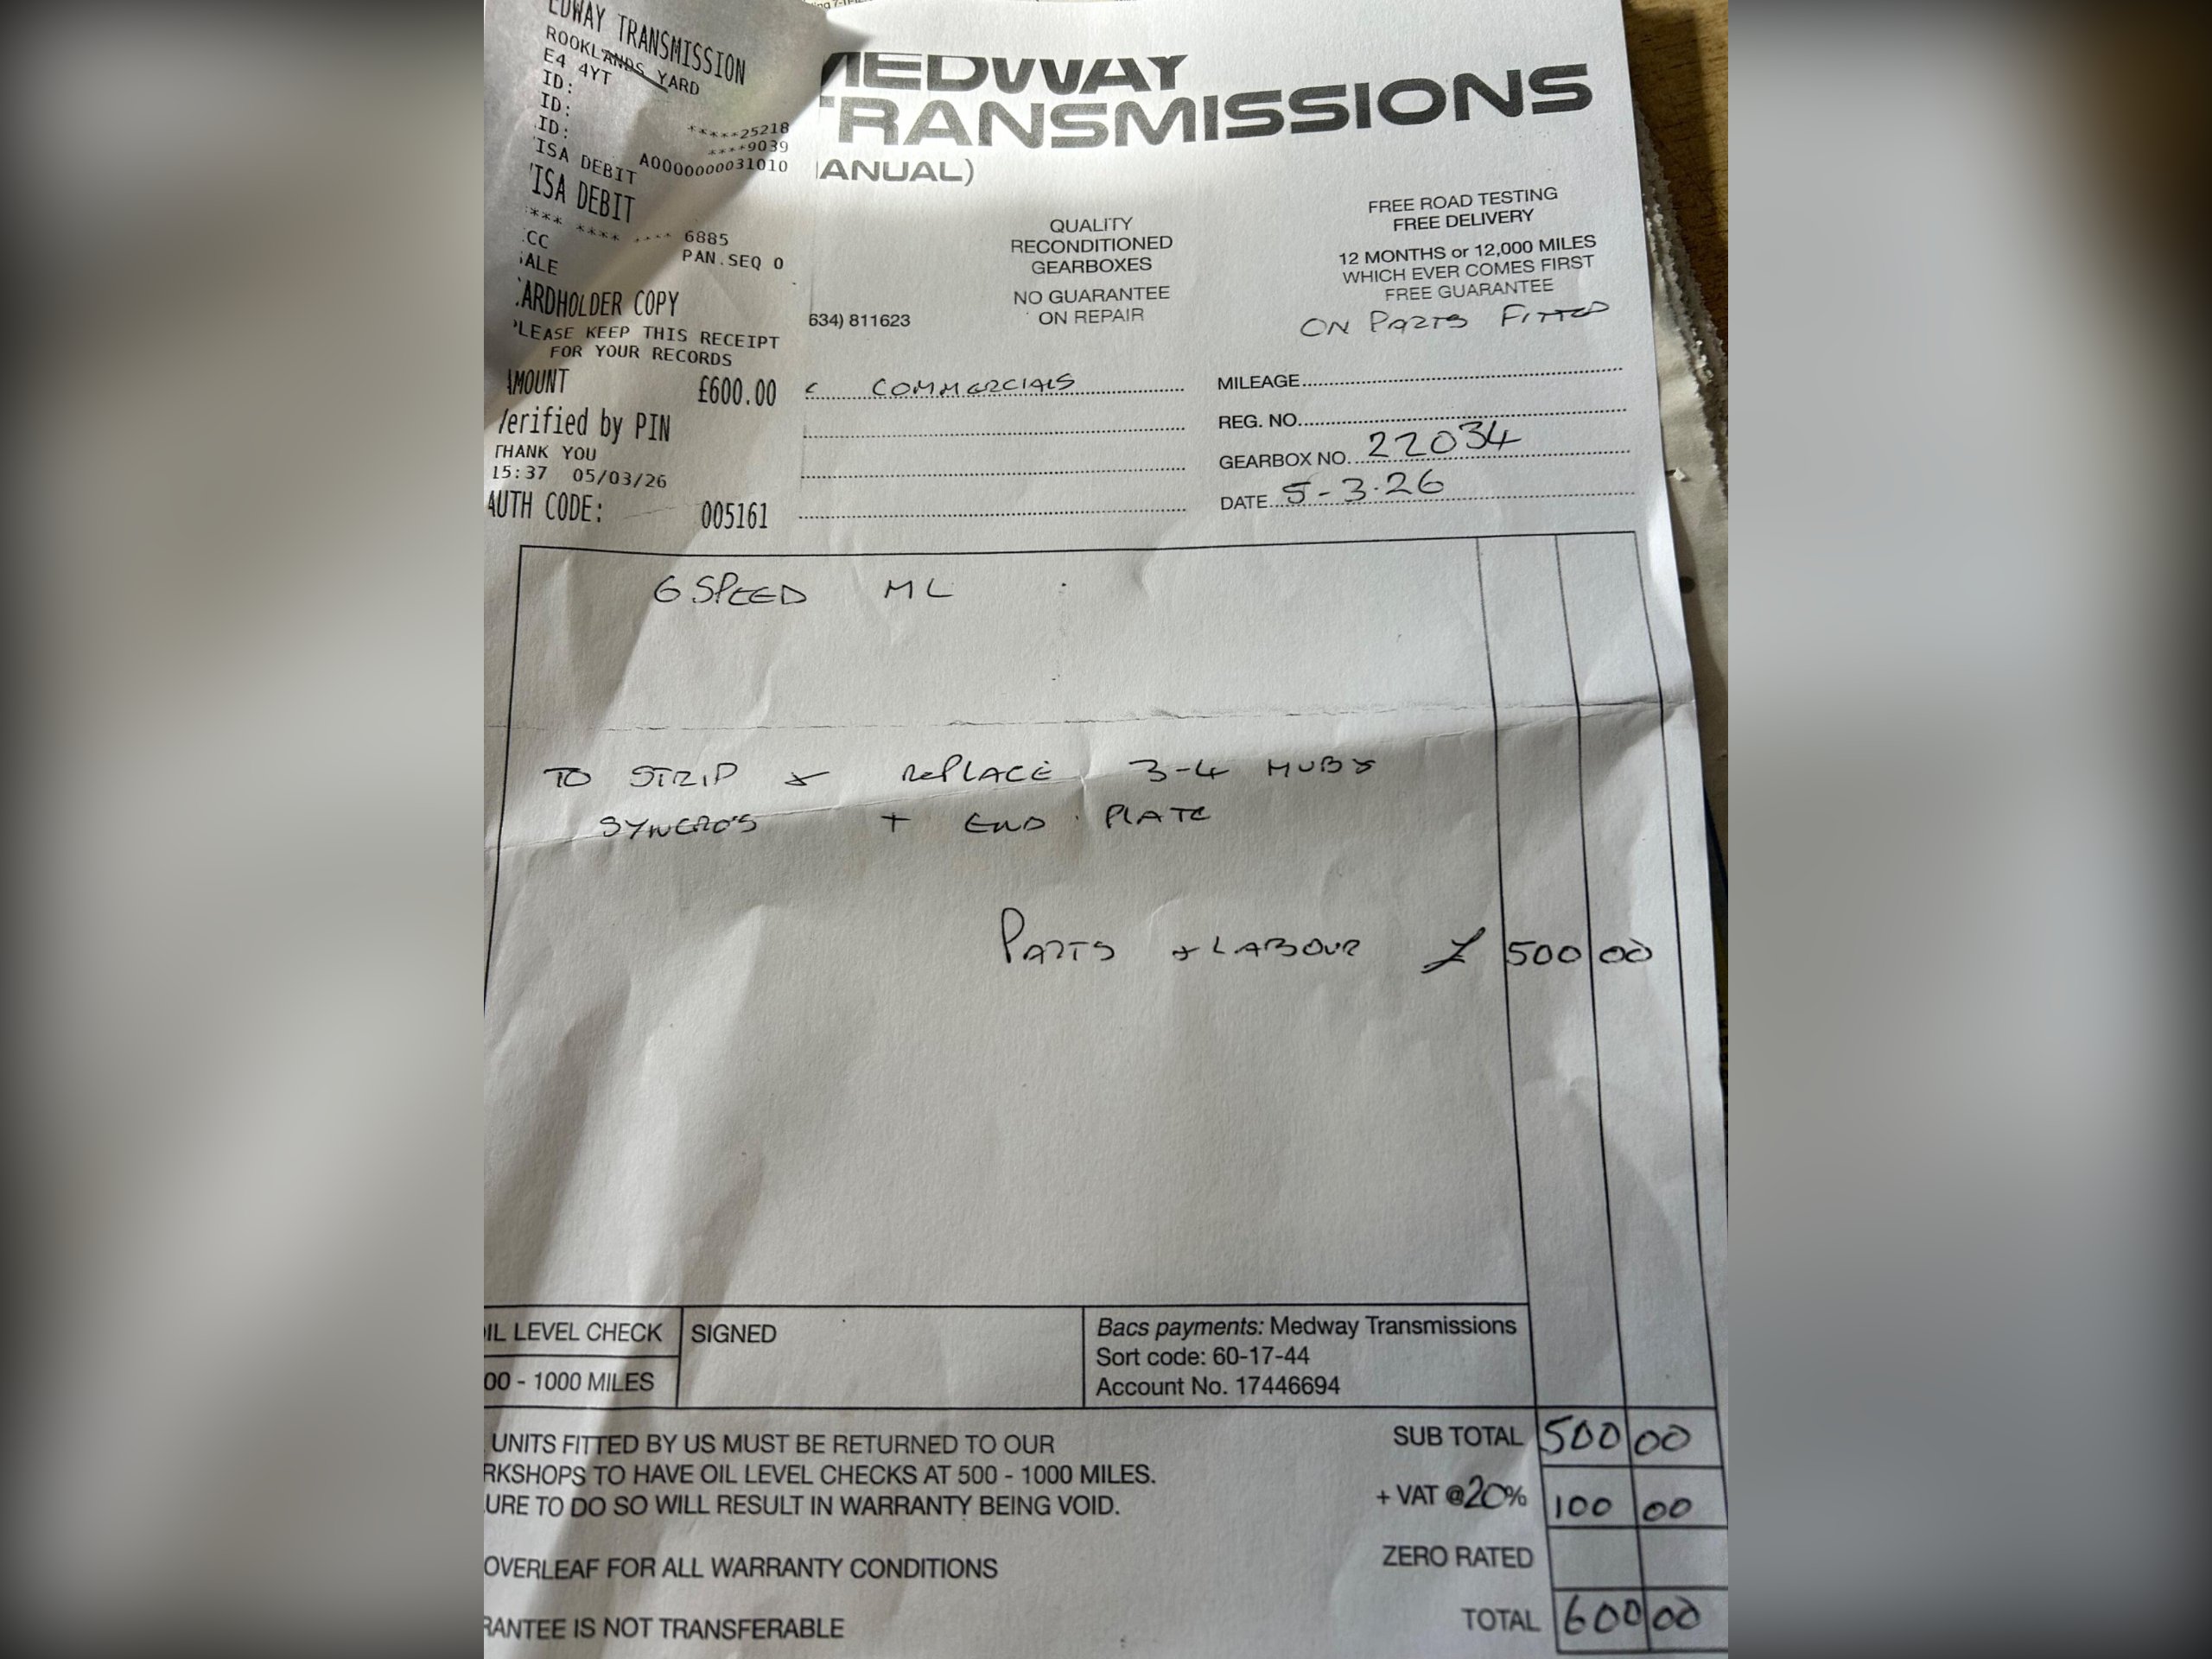 EDWAY TRANSMISSION
ROOKLANDS YARD
E4 4YT
ID:
ID: *****25218
ID: ****9039
ISA DEBIT A0000000031010
ISA DEBIT
*** **** **** 6885
CC PAN.SEQ 0
ALE
ARDHOLDER COPY
PLEASE KEEP THIS RECEIPT
FOR YOUR RECORDS
AMOUNT £600.00
Verified by PIN
THANK YOU
15:37 05/03/26
AUTH CODE: 005161
MEDWAY
TRANSMISSIONS
ANUAL)
634) 811623
QUALITY
RECONDITIONED
GEARBOXES
NO GUARANTEE
ON REPAIR
FREE ROAD TESTING
FREE DELIVERY
12 MONTHS or 12,000 MILES
WHICH EVER COMES FIRST
FREE GUARANTEE
ON PARTS FITTED
COMMERCIALS
MILEAGE
REG. NO.
GEARBOX NO. 22034
DATE 5-3-26
6 SPEED ML
TO STRIP & REPLACE 3-4 HUB &
SYNCRO'S + END PLATE
PARTS + LABOUR £ 500 00
OIL LEVEL CHECK
00 - 1000 MILES
SIGNED
Bacs payments: Medway Transmissions
Sort code: 60-17-44
Account No. 17446694
UNITS FITTED BY US MUST BE RETURNED TO OUR
RKSHOPS TO HAVE OIL LEVEL CHECKS AT 500 - 1000 MILES.
URE TO DO SO WILL RESULT IN WARRANTY BEING VOID.
OVERLEAF FOR ALL WARRANTY CONDITIONS
RANTEE IS NOT TRANSFERABLE
SUB TOTAL 500 00
+ VAT @20% 100 00
ZERO RATED
TOTAL 600 00